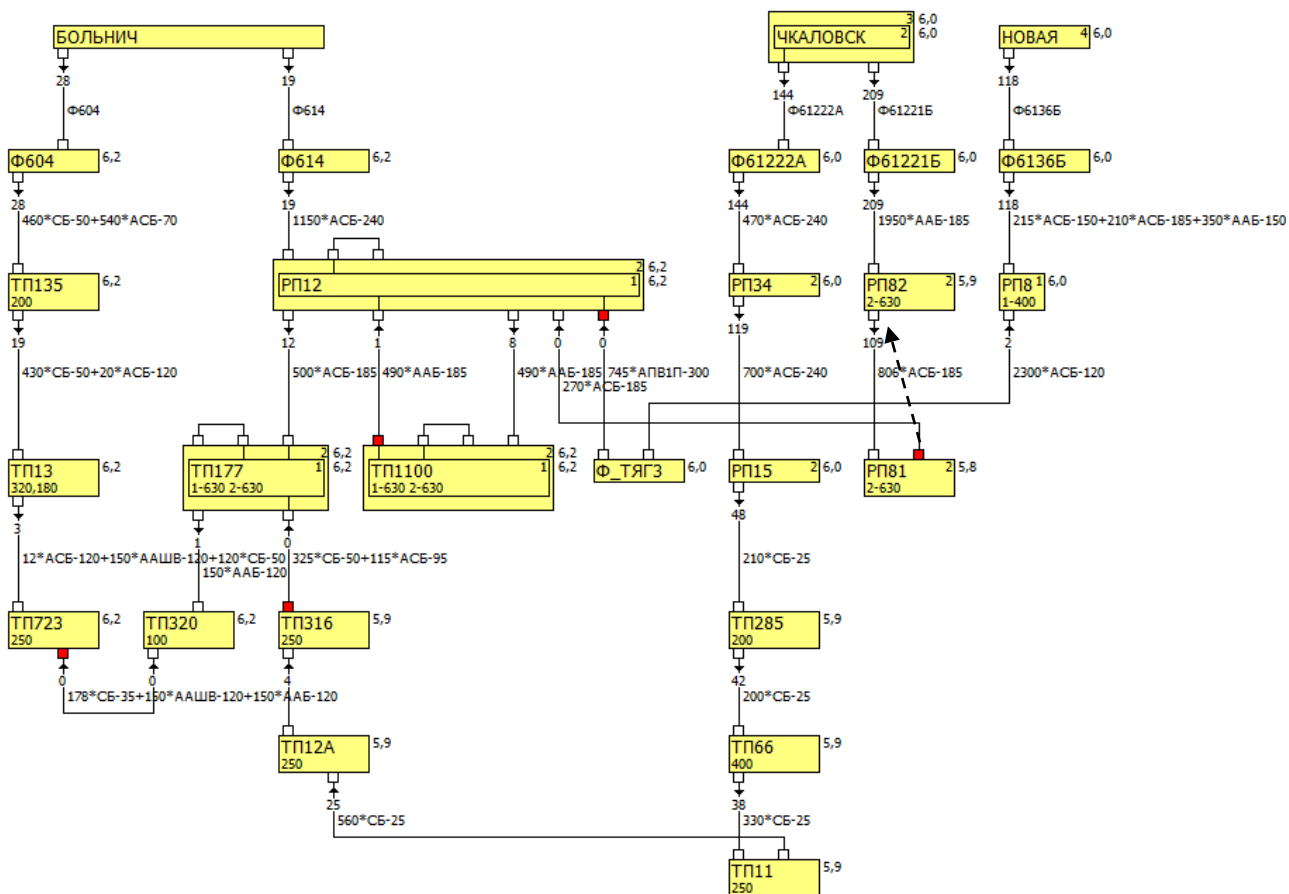 БОЛЬНИЧ
3 6,0
ЧКАЛОВСК 2 6,0
НОВАЯ 4 6,0
28
19
144
209
118
Ф604
Ф614
Ф61222А
Ф61221Б
Ф6136Б
Ф604 6,2
Ф614 6,2
Ф61222А 6,0
Ф61221Б 6,0
Ф6136Б 6,0
28
19
144
209
118
460*СБ-50+540*АСБ-70
1150*АСБ-240
470*АСБ-240
1950*ААБ-185
215*АСБ-150+210*АСБ-185+350*ААБ-150
2 6,2
ТП135 6,2
200
РП12 1 6,2
РП34 2 6,0
РП82 2 5,9
2-630
РП8 1 6,0
1-400
19
12
1
8
0
0
119
109
2
430*СБ-50+20*АСБ-120
500*АСБ-185
490*ААБ-185
490*ААБ-185
745*АПВ1П-300
700*АСБ-240
806*АСБ-185
2300*АСБ-120
270*АСБ-185
2 6,2
2 6,2
ТП13 6,2
320,180
ТП177 1 6,2
1-630 2-630
ТП1100 1 6,2
1-630 2-630
Ф_ТЯГ3 6,0
РП15 2 6,0
РП81 2 5,8
2-630
3
1
0
48
12*АСБ-120+150*ААШВ-120+120*СБ-50
325*СБ-50+115*АСБ-95
210*СБ-25
150*ААБ-120
ТП723 6,2
250
ТП320 6,2
100
ТП316 5,9
250
ТП285 5,9
200
0
0
4
42
178*СБ-35+150*ААШВ-120+150*ААБ-120
200*СБ-25
ТП12А 5,9
250
ТП66 5,9
400
25
38
560*СБ-25
330*СБ-25
ТП11 5,9
250